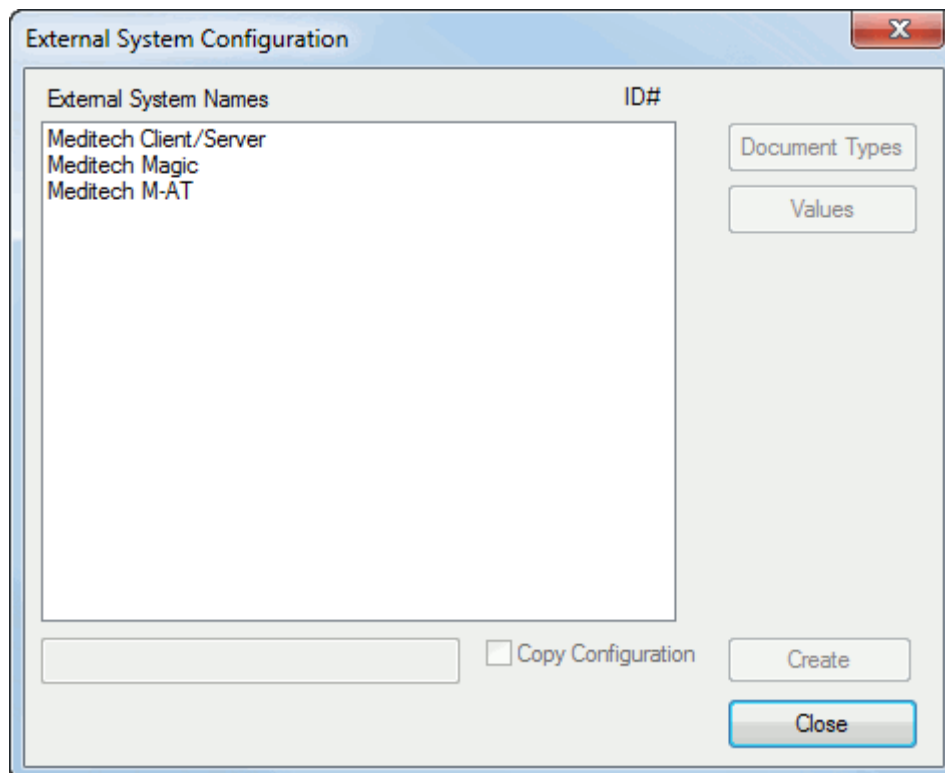 External System Configuration
External System Names ID#
Meditech Client/Server
Meditech Magic
Meditech M-AT
Document Types
Values
Copy Configuration
Create
Close